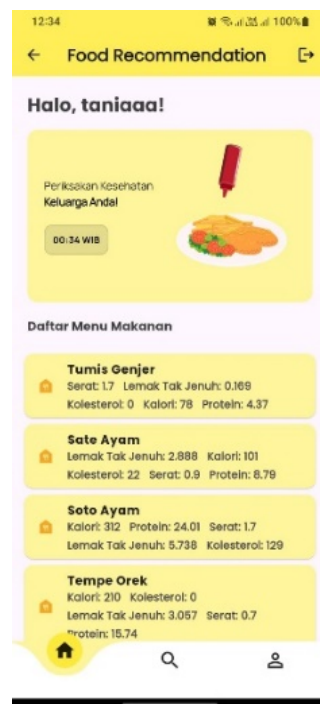 12:34
100%
Food Recommendation
Halo, taniaaa!
Periksakan Kesehatan
Keluarga Anda!
00:34 WIB
Daftar Menu Makanan
Tumis Genjer
Serat: 1.7 Lemak Tak Jenuh: 0.169
Kolesterol: 0 Kalori: 78 Protein: 4.37
Sate Ayam
Lemak Tak Jenuh: 2.888 Kalori: 101
Kolesterol: 22 Serat: 0.9 Protein: 8.79
Soto Ayam
Kalori: 312 Protein: 24.01 Serat: 1.7
Lemak Tak Jenuh: 5.738 Kolesterol: 129
Tempe Orek
Kalori: 210 Kolesterol: 0
Lemak Tak Jenuh: 3.057 Serat: 0.7
Protein: 15.74